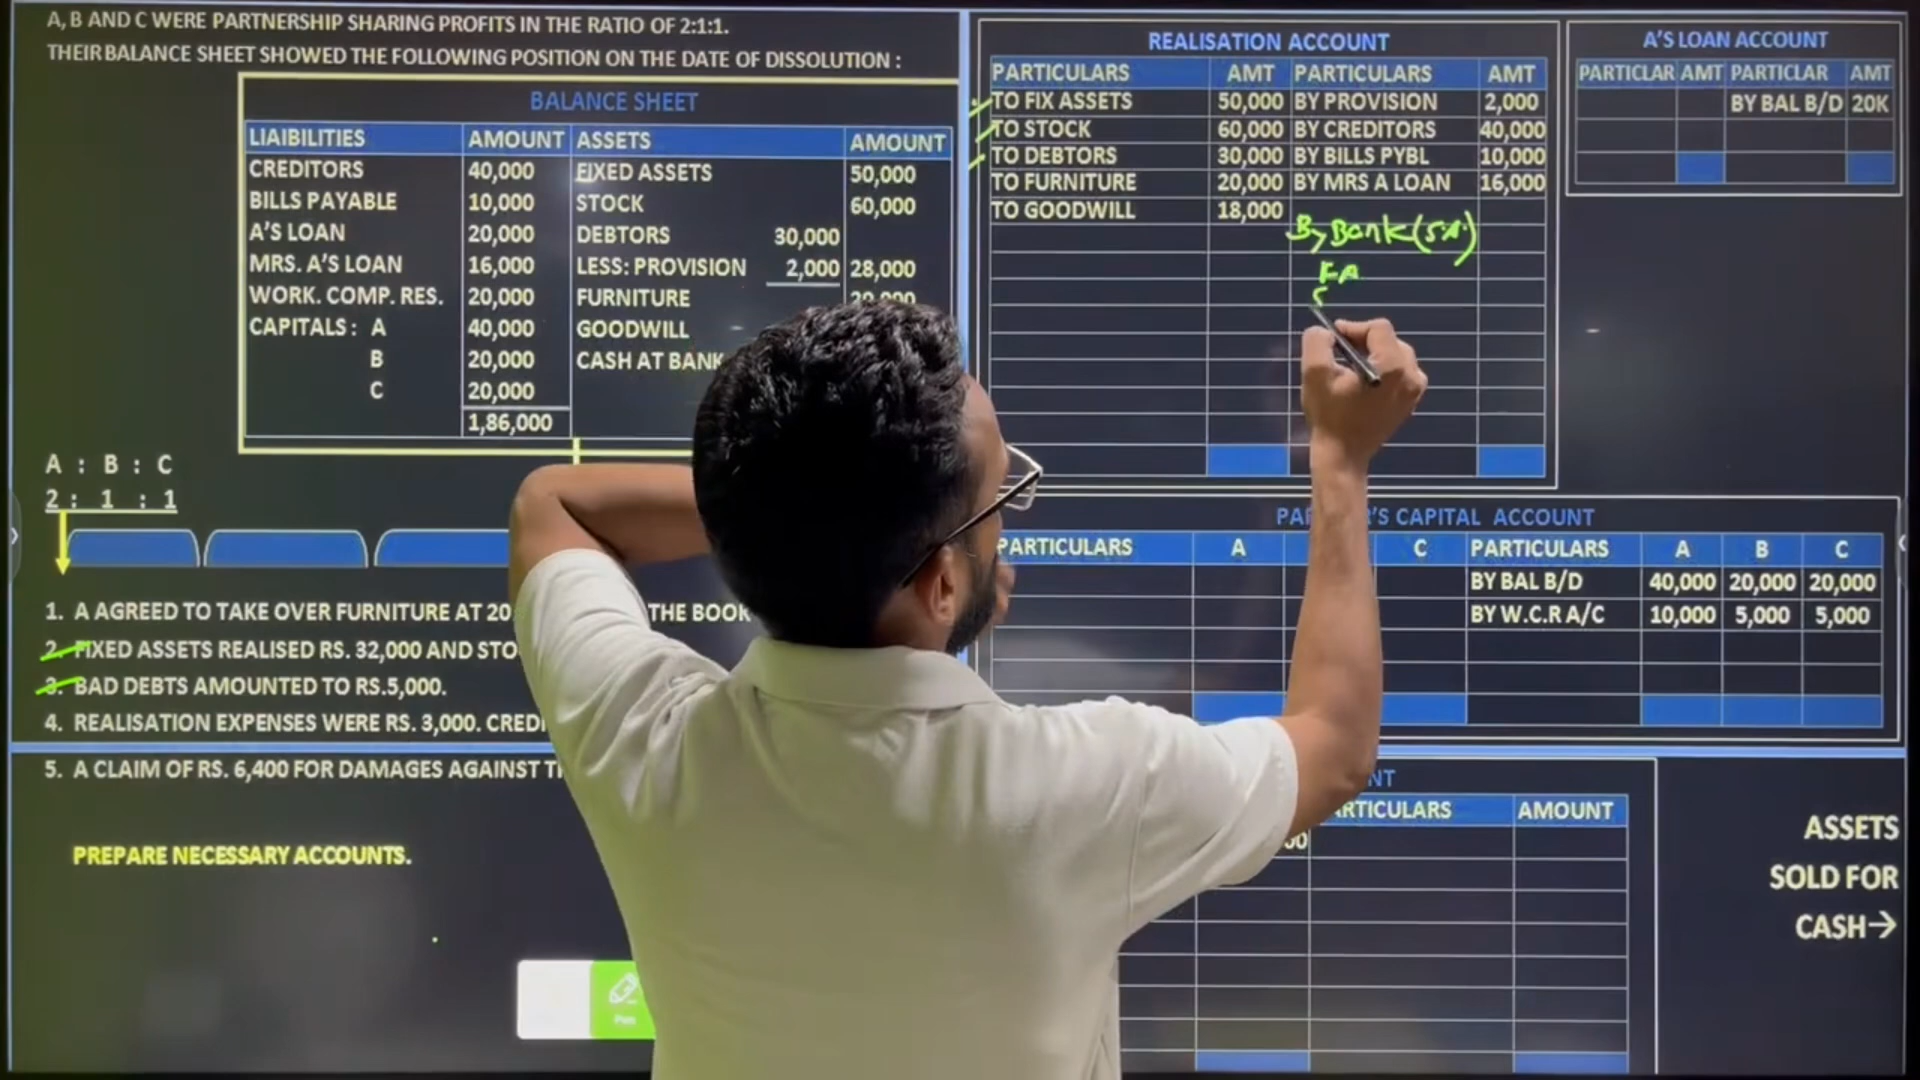 A, B AND C WERE PARTNERSHIP SHARING PROFITS IN THE RATIO OF 2:1:1.
THEIR BALANCE SHEET SHOWED THE FOLLOWING POSITION ON THE DATE OF DISSOLUTION :
BALANCE SHEET
LIAIBILITIES AMOUNT ASSETS AMOUNT
CREDITORS 40,000 FIXED ASSETS 50,000
BILLS PAYABLE 10,000 STOCK 60,000
A'S LOAN 20,000 DEBTORS 30,000
MRS. A'S LOAN 16,000 LESS: PROVISION 2,000 28,000
WORK. COMP. RES. 20,000 FURNITURE
CAPITALS : A 40,000 GOODWILL
B 20,000 CASH AT BANK
C 20,000
1,86,000
A : B : C
2 : 1 : 1
1. A AGREED TO TAKE OVER FURNITURE AT THE BOOK
2. FIXED ASSETS REALISED RS. 32,000 AND
3. BAD DEBTS AMOUNTED TO RS.5,000.
4. REALISATION EXPENSES WERE RS. 3,000.
5. A CLAIM OF RS. 6,400 FOR DAMAGES AGAINST
PREPARE NECESSARY ACCOUNTS.
Pen
REALISATION ACCOUNT
PARTICULARS AMT PARTICULARS AMT
TO FIX ASSETS 50,000 BY PROVISION 2,000
TO STOCK 60,000 BY CREDITORS 40,000
TO DEBTORS 30,000 BY BILLS PYBL 10,000
TO FURNITURE 20,000 BY MRS A LOAN 16,000
TO GOODWILL 18,000
By Bank
FA
A'S LOAN ACCOUNT
PARTICLAR AMT PARTICLAR AMT
BY BAL B/D 20K
CAPITAL ACCOUNT
PARTICULARS A C PARTICULARS A B C
BY BAL B/D 40,000 20,000 20,000
BY W.C.R A/C 10,000 5,000 5,000
AMOUNT
ASSETS
SOLD FOR
CASH→